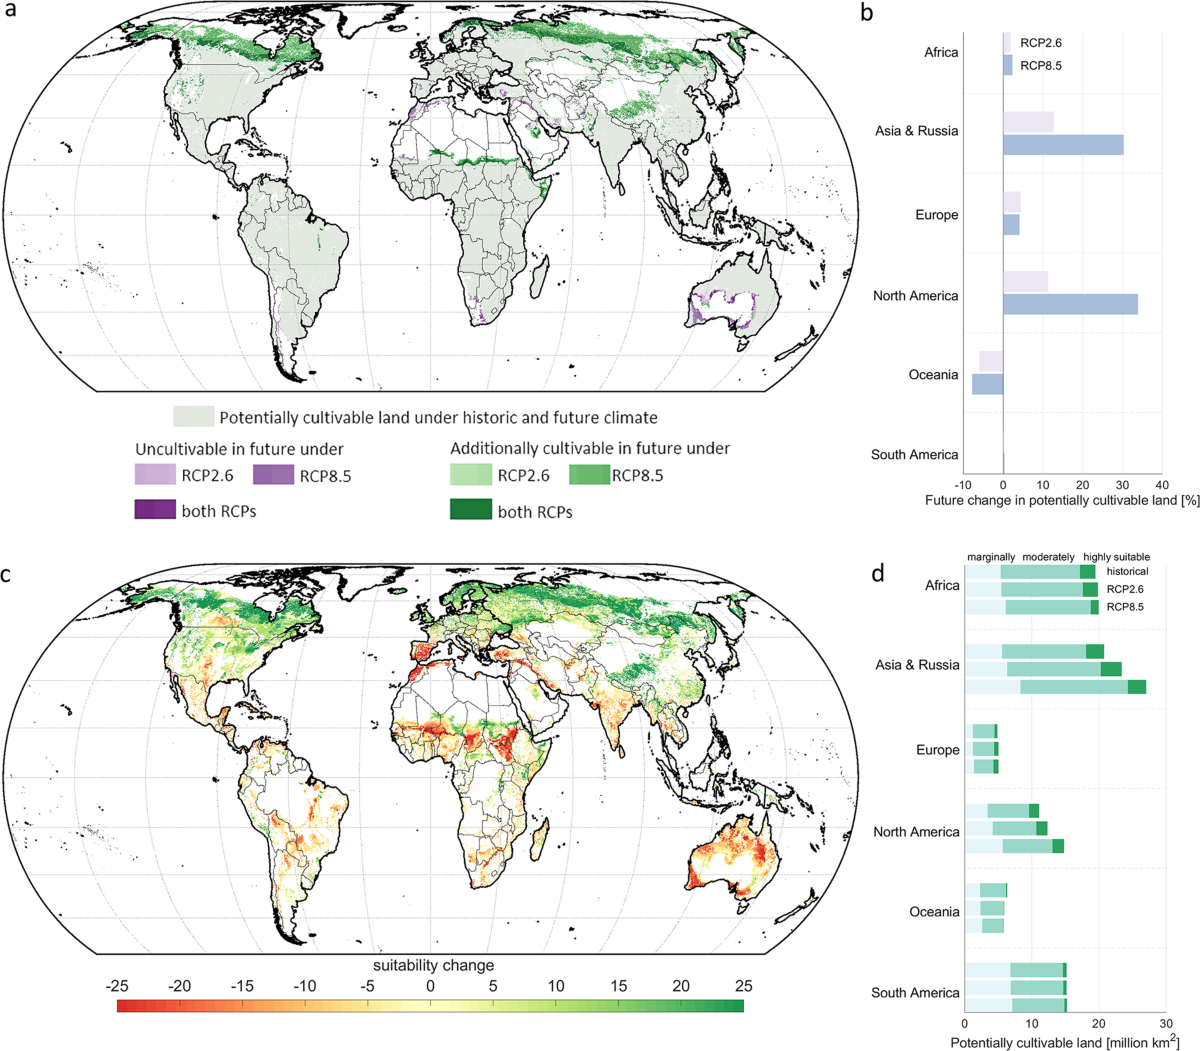 a
Potentially cultivable land under historic and future climate
Uncultivable in future under
RCP2.6
RCP8.5
both RCPs
Additionally cultivable in future under
RCP2.6
RCP8.5
both RCPs
b
RCP2.6
RCP8.5
Africa
Asia & Russia
Europe
North America
Oceania
South America
-10 0 10 20 30 40
Future change in potentially cultivable land [%]
c
suitability change
-25 -20 -15 -10 -5 0 5 10 15 20 25
d
marginally moderately highly suitable
historical
RCP2.6
RCP8.5
Africa
Asia & Russia
Europe
North America
Oceania
South America
0 10 20 30
Potentially cultivable land [million km²]